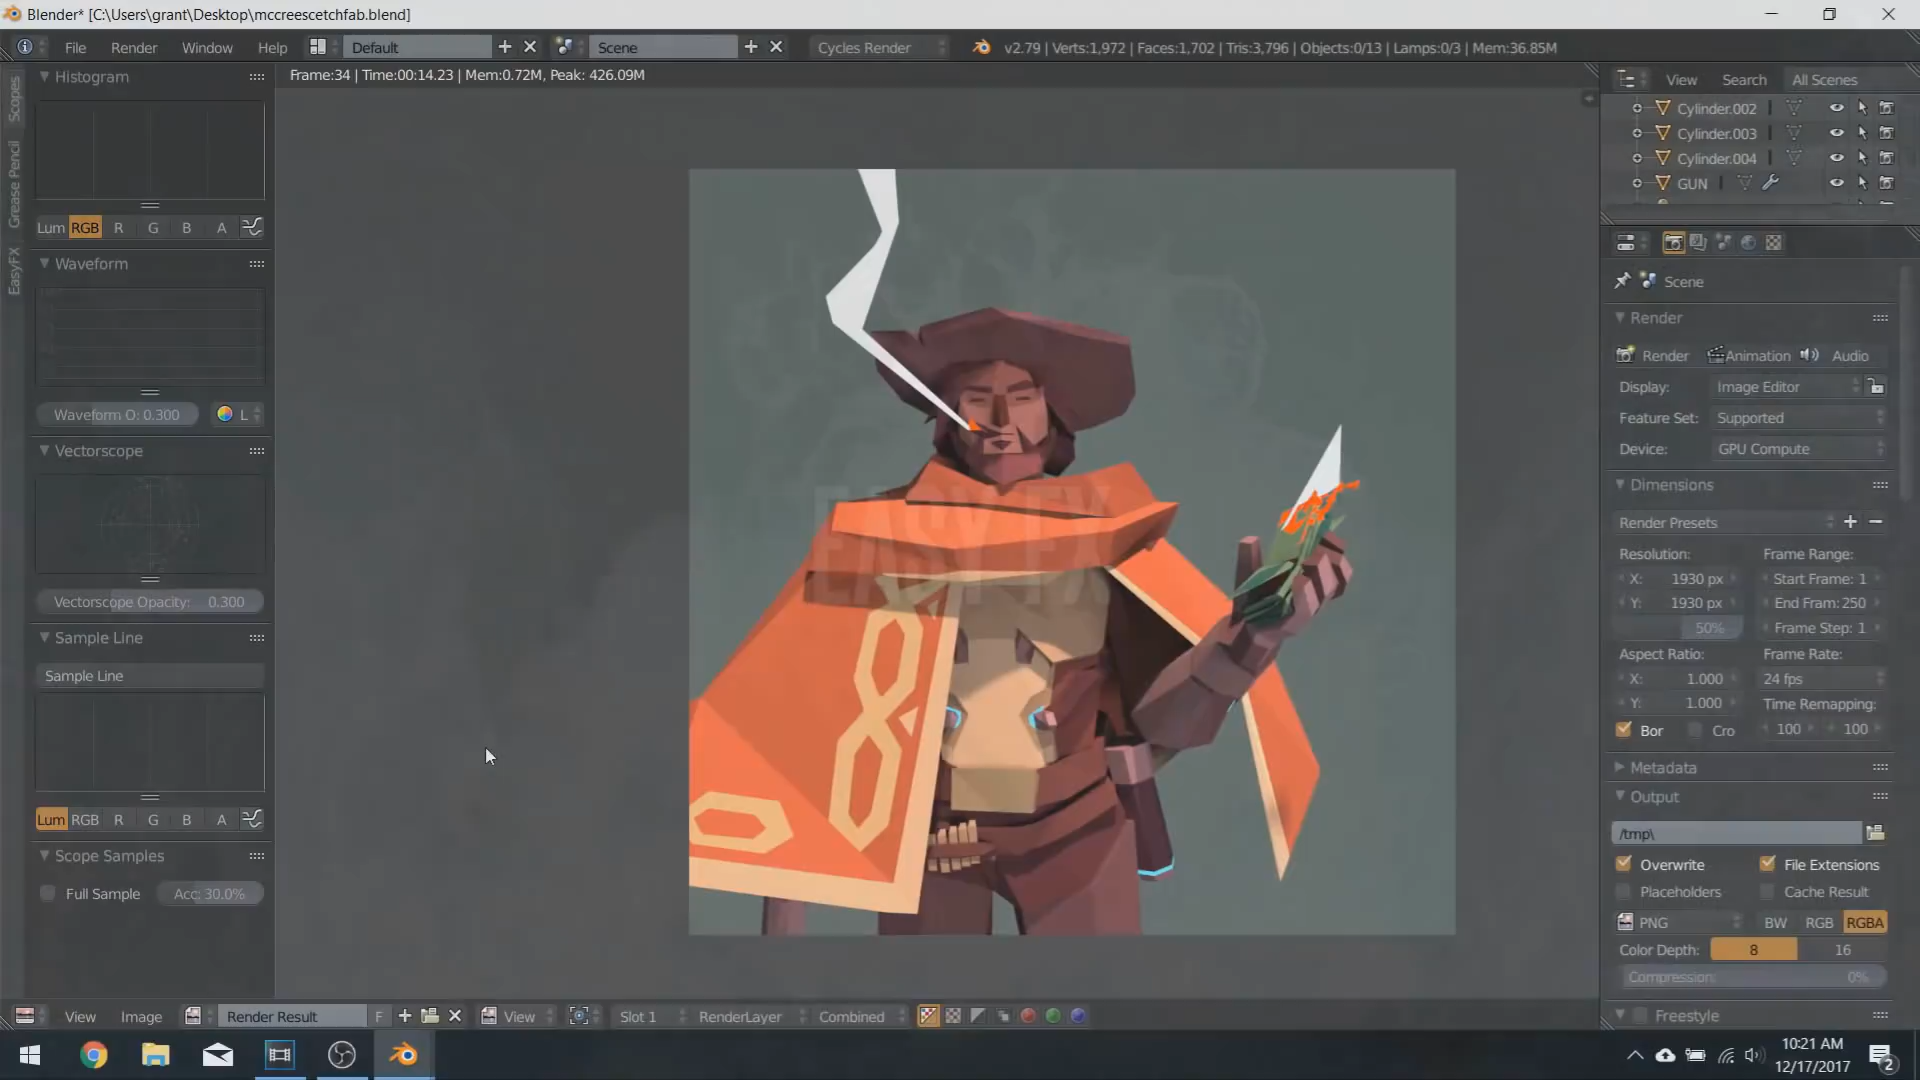 Blender* [C:\Users\grant\Desktop\mccreescetchfab.blend]
File Render Window Help Default Scene Cycles Render v2.79 | Verts:1,972 | Faces:1,702 | Tris:3,796 | Objects:0/13 | Lamps:0/3 | Mem:36.85M
Frame:34 | Time:00:14.23 | Mem:0.72M, Peak: 426.09M
Scopes
Grease Pencil
EasyFX
Histogram
Lum RGB R G B A
Waveform
Waveform O: 0.300 L
Vectorscope
Vectorscope Opacity: 0.300
Sample Line
Sample Line
Lum RGB R G B A
Scope Samples
Full Sample Acc: 30.0%
EASY FX
View Search All Scenes
Cylinder.002
Cylinder.003
Cylinder.004
GUN
Scene
Render
Render Animation Audio
Display: Image Editor
Feature Set: Supported
Device: GPU Compute
Dimensions
Render Presets
Resolution: Frame Range:
X: 1930 px Start Frame: 1
Y: 1930 px End Fram: 250
50% Frame Step: 1
Aspect Ratio: Frame Rate:
X: 1.000 24 fps
Y: 1.000 Time Remapping:
Bor Cro 100 100
Metadata
Output
/tmp\
Overwrite File Extensions
Placeholders Cache Result
PNG BW RGB RGBA
Color Depth: 8 16
Compression: 0%
Freestyle
View Image Render Result F View Slot 1 RenderLayer Combined
10:21 AM
12/17/2017
2